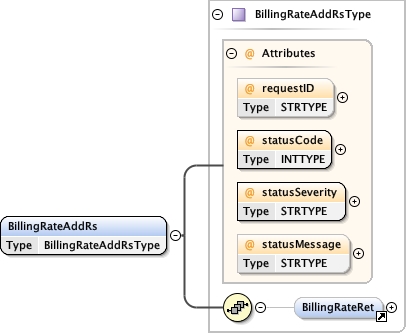 BillingRateAddRsType
@ Attributes
@ requestID
Type STRTYPE
@ statusCode
Type INTTYPE
@ statusSeverity
Type STRTYPE
BillingRateAddRs
Type BillingRateAddRsType
@ statusMessage
Type STRTYPE
BillingRateRet